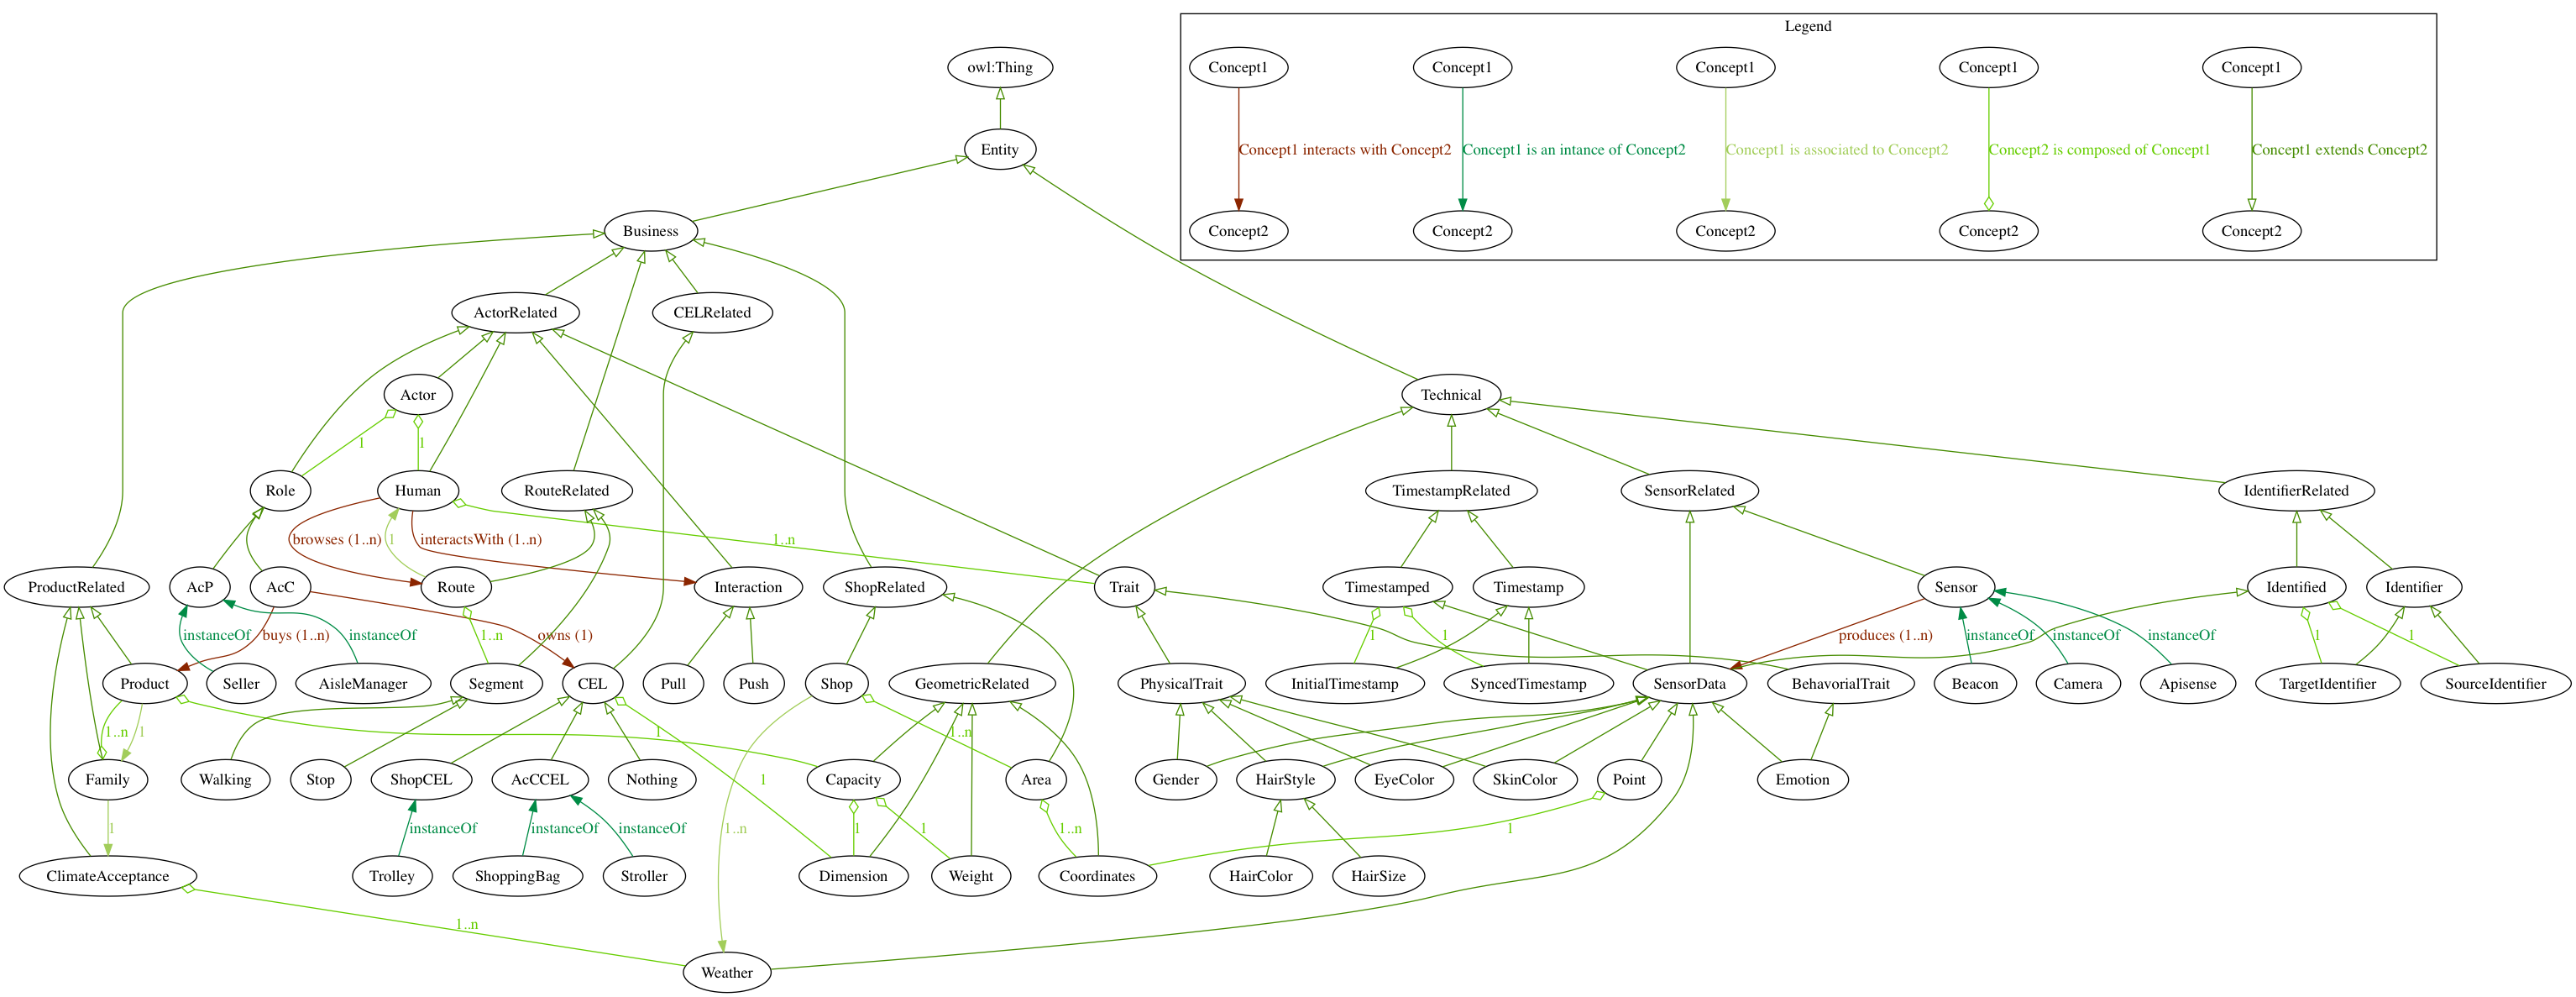 Legend
owl:Thing
Concept1
Concept1
Concept1
Concept1
Concept1
Entity
Concept1 interacts with Concept2
Concept1 is an intance of Concept2
Concept1 is associated to Concept2
Concept2 is composed of Concept1
Concept1 extends Concept2
Business
Concept2
Concept2
Concept2
Concept2
Concept2
ActorRelated
CELRelated
Actor
Technical
1
1
Role
Human
RouteRelated
TimestampRelated
SensorRelated
IdentifierRelated
browses (1..n)
1
interactsWith (1..n)
1..n
ProductRelated
AcP
AcC
Route
Interaction
ShopRelated
Trait
Timestamped
Timestamp
Sensor
Identified
Identifier
instanceOf
buys (1..n)
instanceOf
1..n
owns (1)
1
1
produces (1..n)
instanceOf
instanceOf
instanceOf
1
1
Product
Seller
AisleManager
Segment
CEL
Pull
Push
Shop
GeometricRelated
PhysicalTrait
InitialTimestamp
SyncedTimestamp
SensorData
BehavorialTrait
Beacon
Camera
Apisense
TargetIdentifier
SourceIdentifier
1..n
1
1
1..n
Family
Walking
Stop
ShopCEL
AcCCEL
Nothing
1
Capacity
Area
Gender
HairStyle
EyeColor
SkinColor
Point
Emotion
1
instanceOf
instanceOf
instanceOf
1..n
1
1
1..n
1
ClimateAcceptance
Trolley
ShoppingBag
Stroller
Dimension
Weight
Coordinates
HairColor
HairSize
1..n
Weather